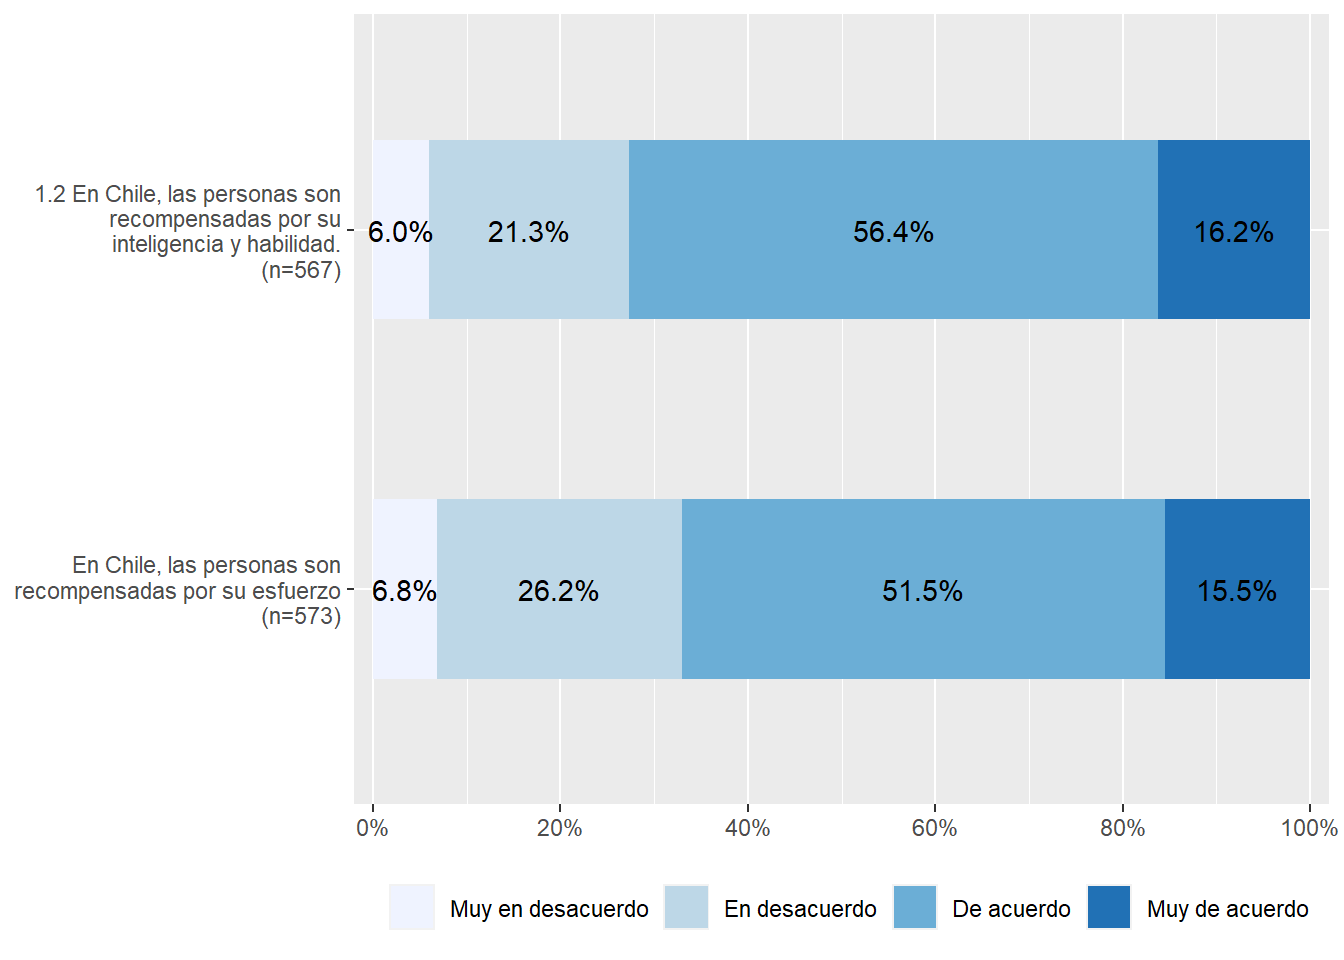 1.2 En Chile, las personas son
recompensadas por su
inteligencia y habilidad.
(n=567)
6.0% 21.3% 56.4% 16.2%
En Chile, las personas son
recompensadas por su esfuerzo
(n=573)
6.8% 26.2% 51.5% 15.5%
0% 20% 40% 60% 80% 100%
Muy en desacuerdo En desacuerdo De acuerdo Muy de acuerdo